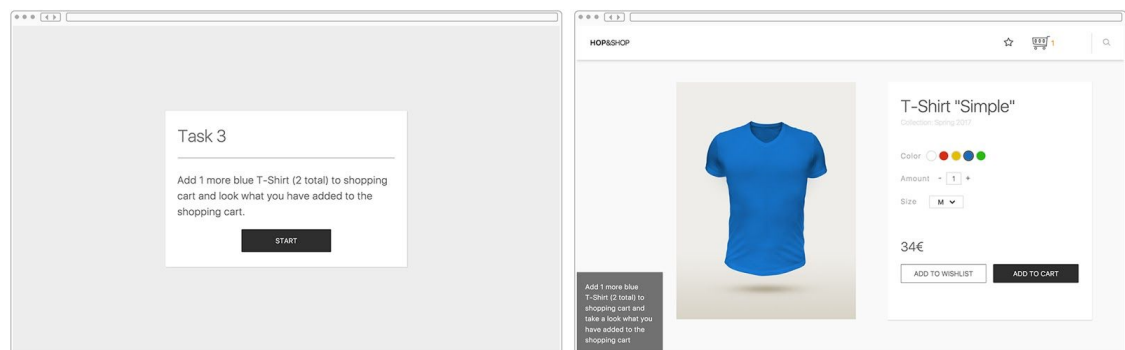 Task 3
Add 1 more blue T-Shirt (2 total) to shopping
cart and look what you have added to the
shopping cart.
START
HOP&SHOP
1
T-Shirt "Simple"
Collection: Spring 2017
Color
Amount - 1 +
Size M
34€
ADD TO WISHLIST ADD TO CART
Add 1 more blue
T-Shirt (2 total) to
shopping cart and
take a look what you
have added to the
shopping cart